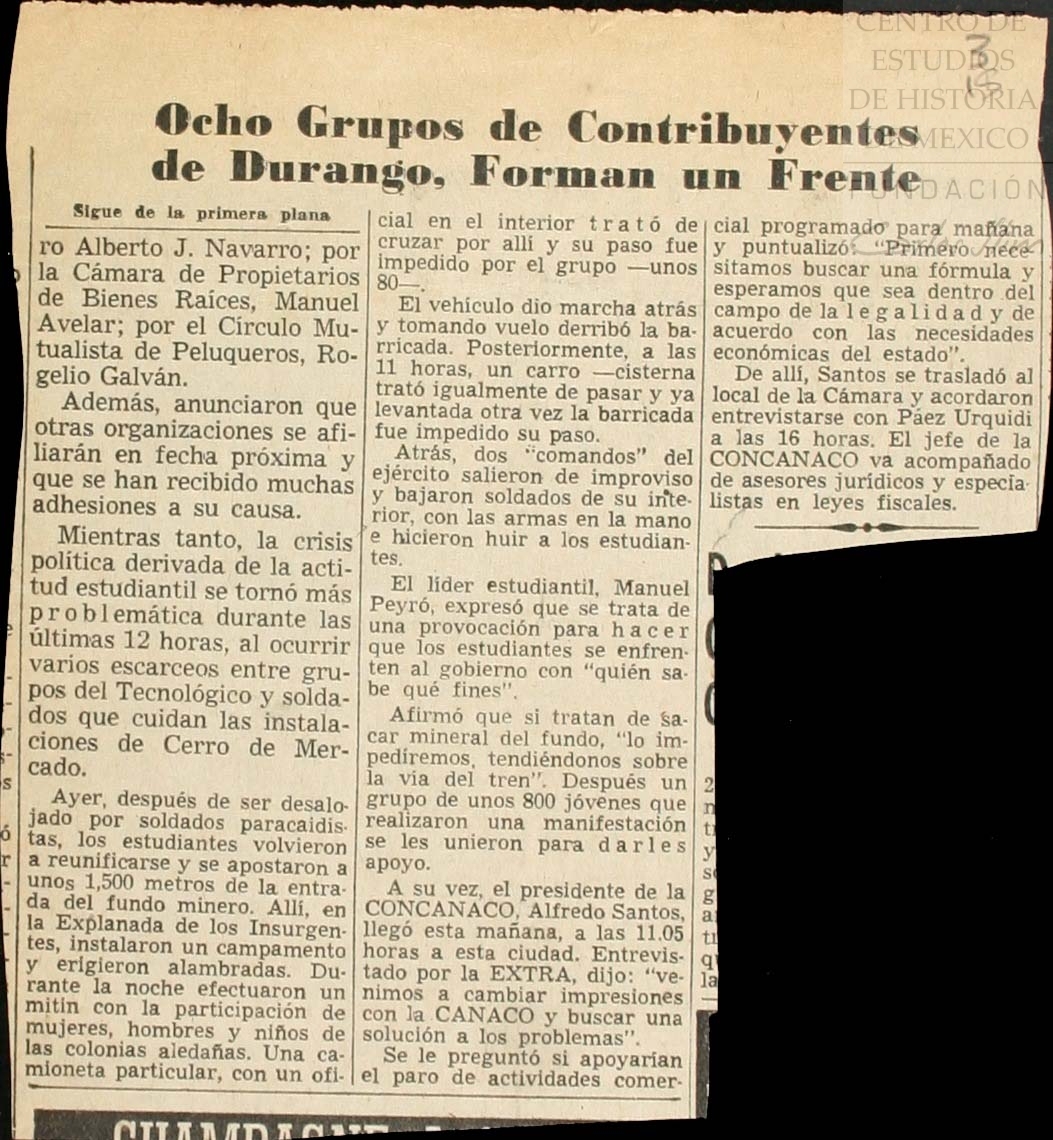 CENTRO DE
ESTUDIOS
DE HISTORIA
DE MEXICO
FUNDACIÓN
3
18
Ocho Grupos de Contribuyentes
de Durango, Forman un Frente
Sigue de la primera plana
ro Alberto J. Navarro; por
la Cámara de Propietarios
de Bienes Raíces, Manuel
Avelar; por el Círculo Mu-
tualista de Peluqueros, Ro-
gelio Galván.
Además, anunciaron que
otras organizaciones se afi-
liarán en fecha próxima y
que se han recibido muchas
adhesiones a su causa.
Mientras tanto, la crisis
política derivada de la acti-
tud estudiantil se tornó más
problemática durante las
últimas 12 horas, al ocurrir
varios escarceos entre gru-
pos del Tecnológico y solda-
dos que cuidan las instala-
ciones de Cerro de Mer-
cado.
Ayer, después de ser desalo-
jado por soldados paracaidis-
tas, los estudiantes volvieron
a reunificarse y se apostaron a
unos 1,500 metros de la entra-
da del fundo minero. Allí, en
la Explanada de los Insurgen-
tes, instalaron un campamento
y erigieron alambradas. Du-
rante la noche efectuaron un
mitin con la participación de
mujeres, hombres y niños de
las colonias aledañas. Una ca-
mioneta particular, con un ofi-
cial en el interior trató de
cruzar por allí y su paso fue
impedido por el grupo —unos
80—.
El vehículo dio marcha atrás
y tomando vuelo derribó la ba-
rricada. Posteriormente, a las
11 horas, un carro —cisterna
trató igualmente de pasar y ya
levantada otra vez la barricada
fue impedido su paso.
Atrás, dos "comandos" del
ejército salieron de improviso
y bajaron soldados de su inte-
rior, con las armas en la mano
e hicieron huir a los estudian-
tes.
El líder estudiantil, Manuel
Peyró, expresó que se trata de
una provocación para hacer
que los estudiantes se enfren-
ten al gobierno con "quién sa-
be qué fines".
Afirmó que si tratan de sa-
car mineral del fundo, "lo im-
pediremos, tendiéndonos sobre
la via del tren". Después un
grupo de unos 800 jóvenes que
realizaron una manifestación
se les unieron para darles
apoyo.
A su vez, el presidente de la
CONCANACO, Alfredo Santos,
llegó esta mañana, a las 11.05
horas a esta ciudad. Entrevis-
tado por la EXTRA, dijo: "ve-
nimos a cambiar impresiones
con la CANACO y buscar una
solución a los problemas".
Se le preguntó si apoyarían
el paro de actividades comer-
cial programado para mañana
y puntualizó: "Primero nece-
sitamos buscar una fórmula y
esperamos que sea dentro del
campo de la legalidad y de
acuerdo con las necesidades
económicas del estado".
De allí, Santos se trasladó al
local de la Cámara y acordaron
entrevistarse con Páez Urquidi
a las 16 horas. El jefe de la
CONCANACO va acompañado
de asesores jurídicos y especia-
listas en leyes fiscales.